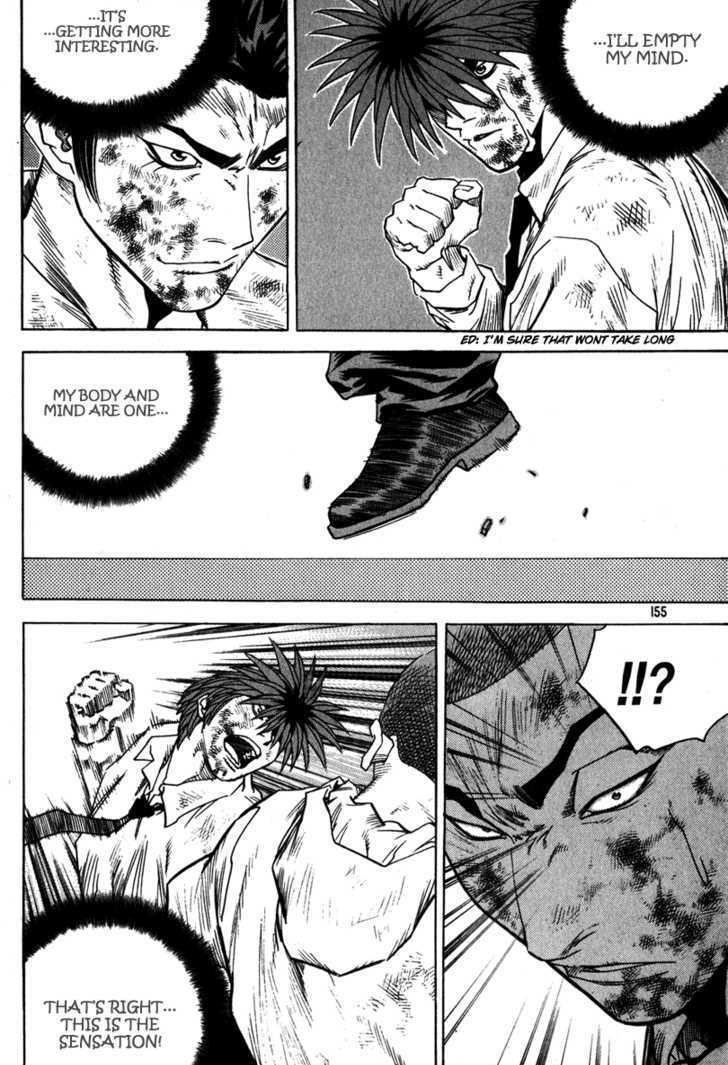 ...I'LL EMPTY
MY MIND.
...IT'S
...GETTING MORE
INTERESTING.
ED: I'M SURE THAT WONT TAKE LONG
MY BODY AND
MIND ARE ONE...
155
!!?
THAT'S RIGHT...
THIS IS THE
SENSATION!